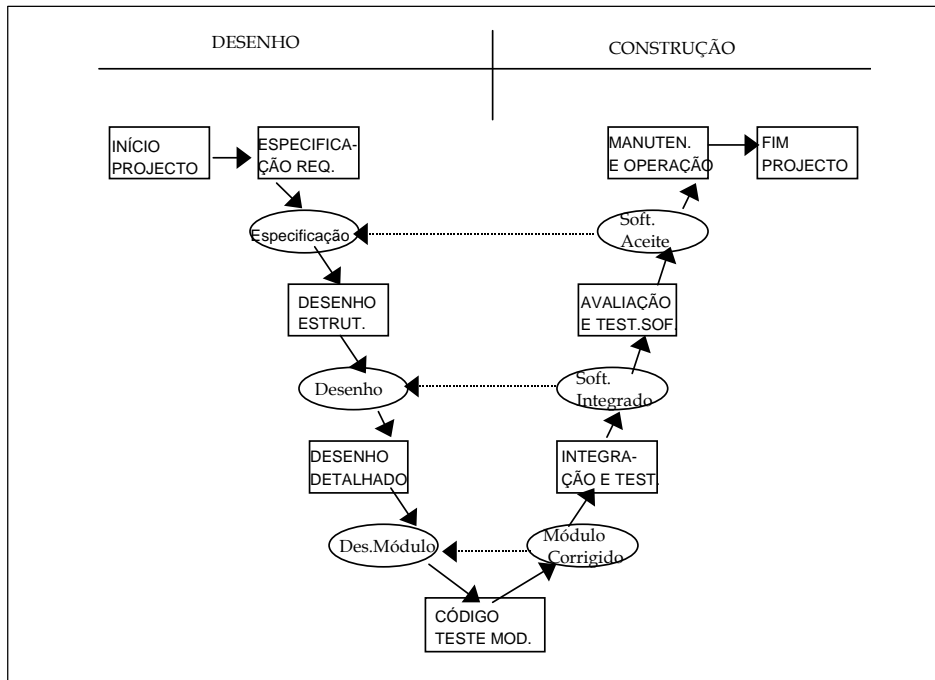 DESENHO
CONSTRUÇÃO
INÍCIO
PROJECTO
ESPECIFICA-
ÇÃO REQ.
MANUTEN.
E OPERAÇÃO
FIM
PROJECTO
Especificação
Soft.
Aceite
DESENHO
ESTRUT.
AVALIAÇÃO
E TEST.SOF.
Desenho
Soft.
Integrado
DESENHO
DETALHADO
INTEGRA-
ÇÃO E TEST.
Des.Módulo
Módulo
Corrigido
CÓDIGO
TESTE MOD.